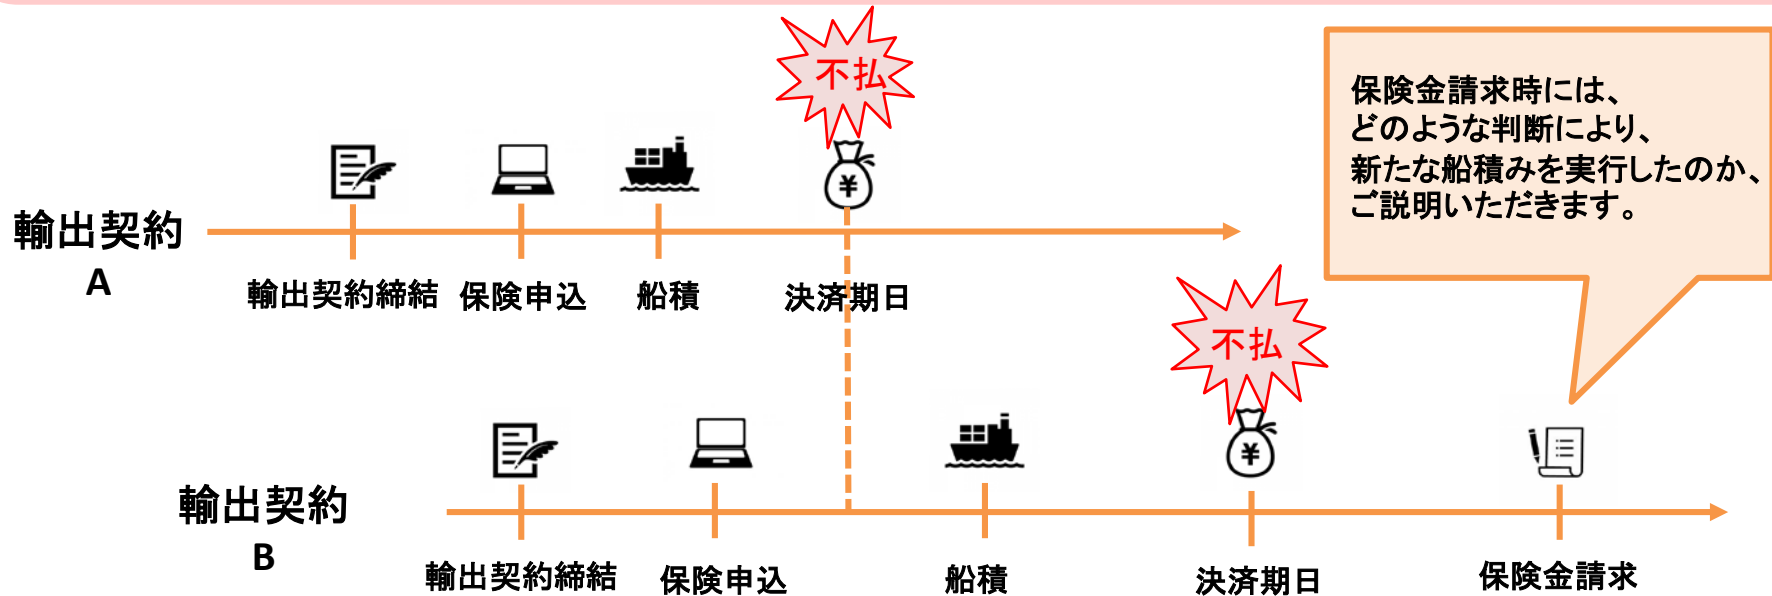 不払
保険金請求時には、
どのような判断により、
新たな船積みを実行したのか、
ご説明いただきます。
¥
輸出契約
A
輸出契約締結 保険申込 船積 決済期日
不払
¥
輸出契約
B
輸出契約締結 保険申込 船積 決済期日 保険金請求